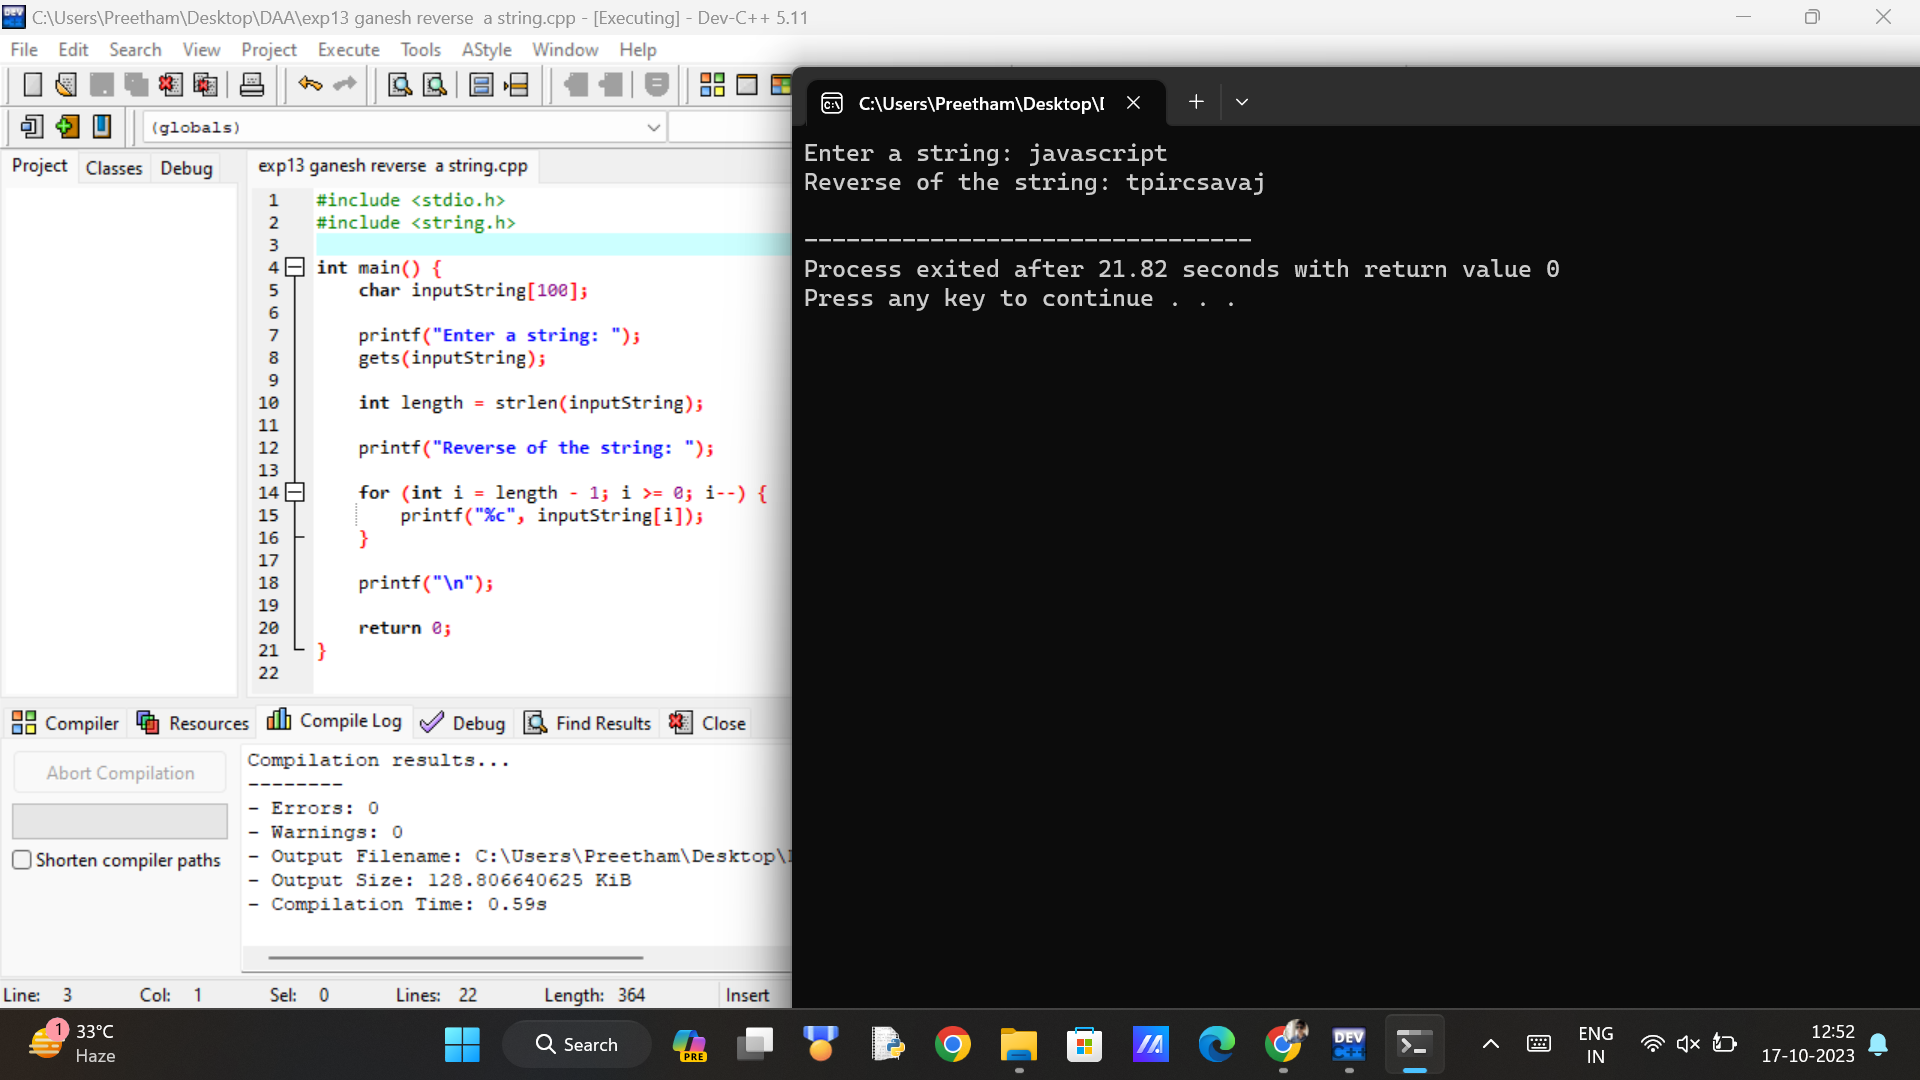 C:\Users\Preetham\Desktop\DAA\exp13 ganesh reverse  a string.cpp - [Executing] - Dev-C++ 5.11
File Edit Search View Project Execute Tools AStyle Window Help
(globals)
Project Classes Debug
exp13 ganesh reverse  a string.cpp
1 #include <stdio.h>
2 #include <string.h>
3
4 int main() {
5     char inputString[100];
6
7     printf("Enter a string: ");
8     gets(inputString);
9
10     int length = strlen(inputString);
11
12     printf("Reverse of the string: ");
13
14     for (int i = length - 1; i >= 0; i--) {
15         printf("%c", inputString[i]);
16     }
17
18     printf("\n");
19
20     return 0;
21 }
22
C:\Users\Preetham\Desktop\D
Enter a string: javascript
Reverse of the string: tpircsavaj
--------------------------------
Process exited after 21.82 seconds with return value 0
Press any key to continue . . .
Compiler Resources Compile Log Debug Find Results Close
Abort Compilation
Shorten compiler paths
Compilation results...
--------
- Errors: 0
- Warnings: 0
- Output Filename: C:\Users\Preetham\Desktop\
- Output Size: 128.806640625 KiB
- Compilation Time: 0.59s
Line: 3 Col: 1 Sel: 0 Lines: 22 Length: 364 Insert
1
33°C
Haze
Search
PRE
DEV
C++
ENG
IN
12:52
17-10-2023